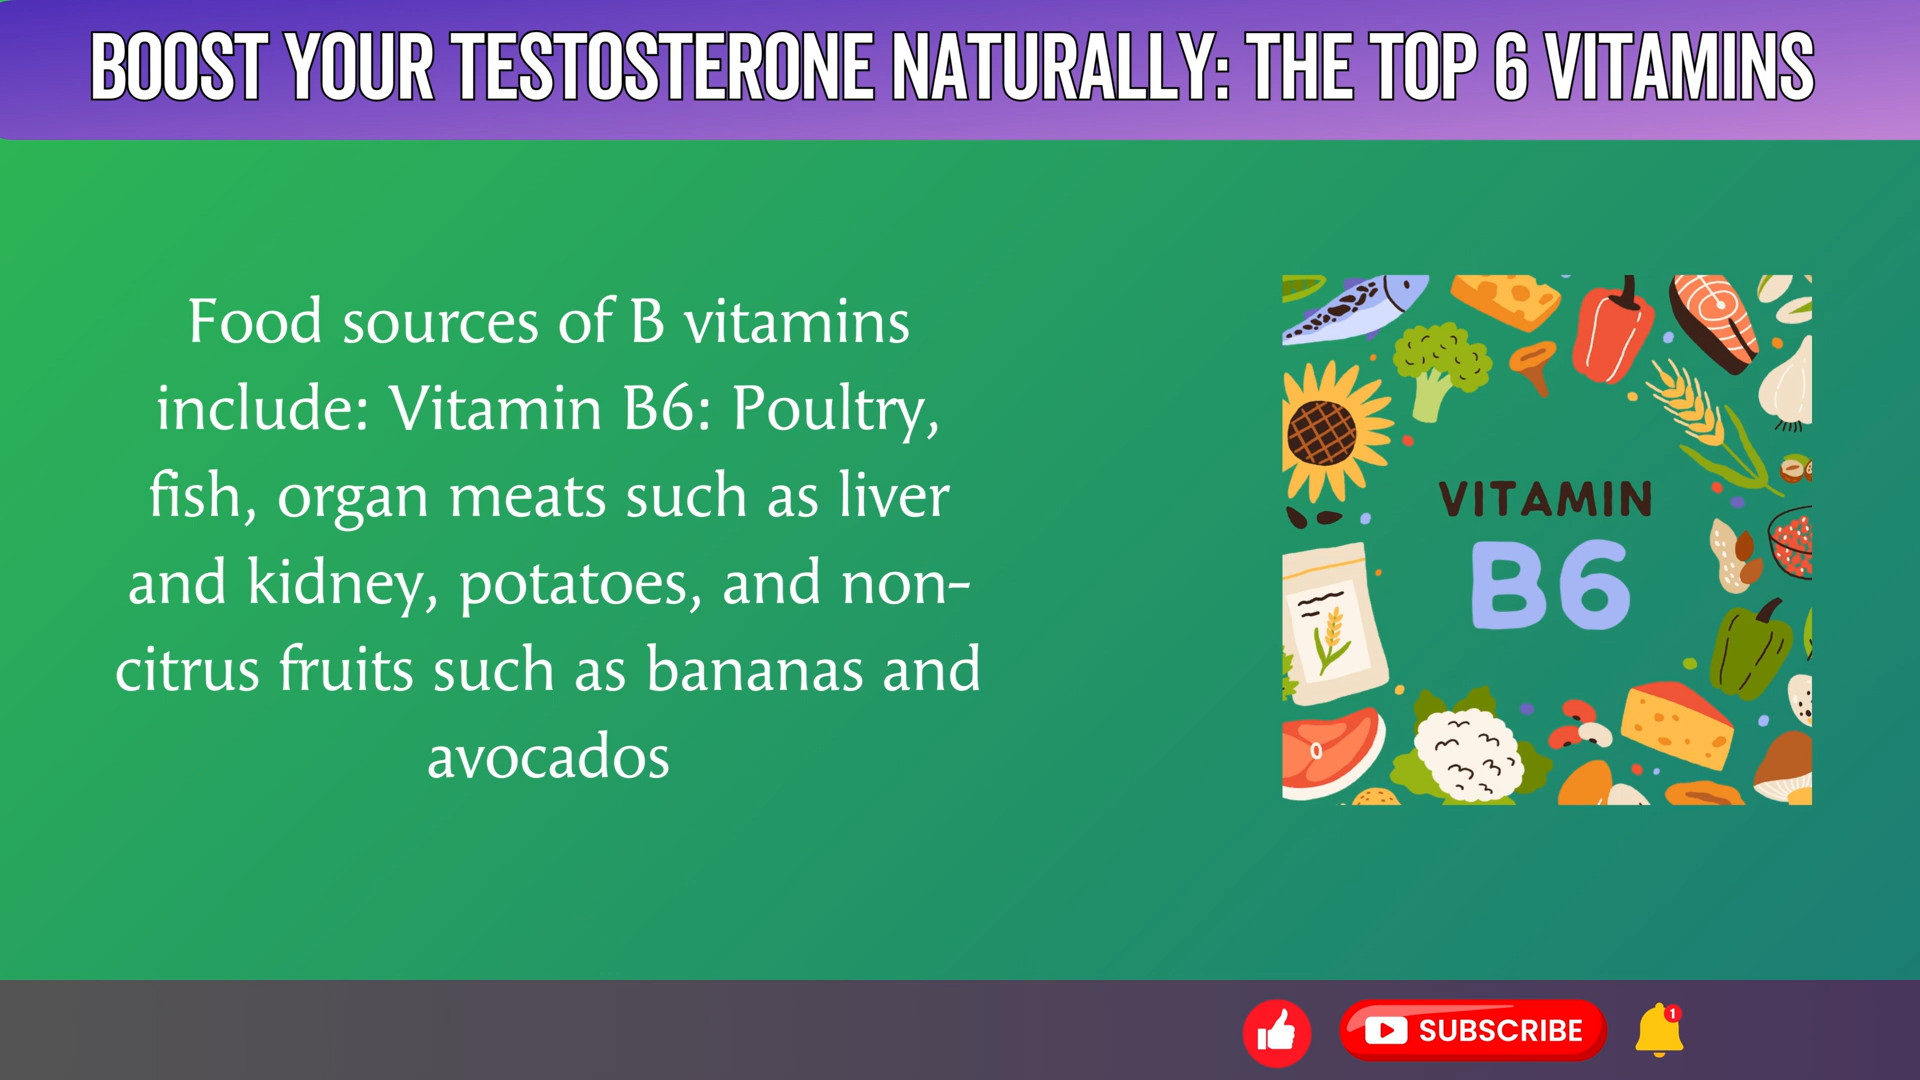 BOOST YOUR TESTOSTERONE NATURALLY: THE TOP 6 VITAMINS
Food sources of B vitamins
include: Vitamin B6: Poultry,
fish, organ meats such as liver
and kidney, potatoes, and non-
citrus fruits such as bananas and
avocados
VITAMIN
B6
SUBSCRIBE
1